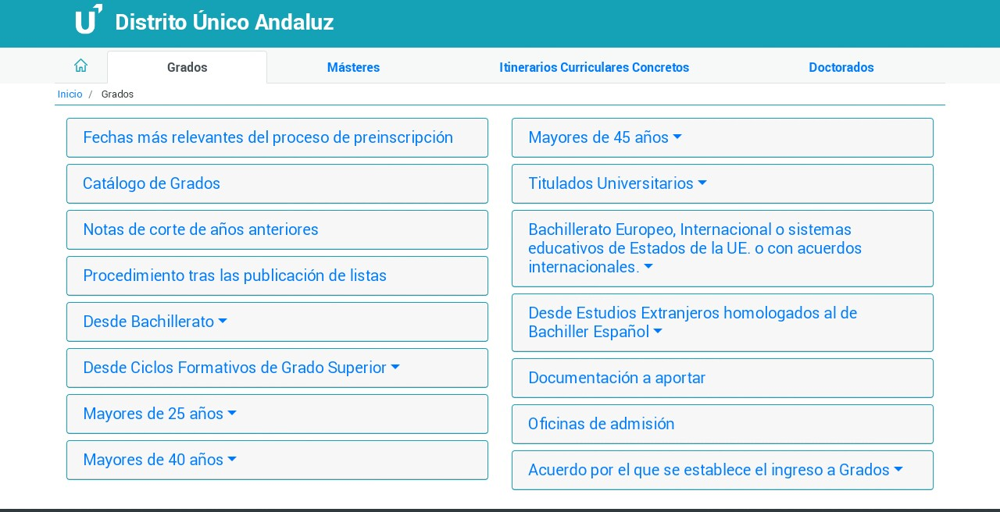 Distrito Único Andaluz
Grados
Másteres
Itinerarios Curriculares Concretos
Doctorados
Inicio / Grados
Fechas más relevantes del proceso de preinscripción
Catálogo de Grados
Notas de corte de años anteriores
Procedimiento tras las publicación de listas
Desde Bachillerato
Desde Ciclos Formativos de Grado Superior
Mayores de 25 años
Mayores de 40 años
Mayores de 45 años
Titulados Universitarios
Bachillerato Europeo, Internacional o sistemas
educativos de Estados de la UE. o con acuerdos
internacionales.
Desde Estudios Extranjeros homologados al de
Bachiller Español
Documentación a aportar
Oficinas de admisión
Acuerdo por el que se establece el ingreso a Grados